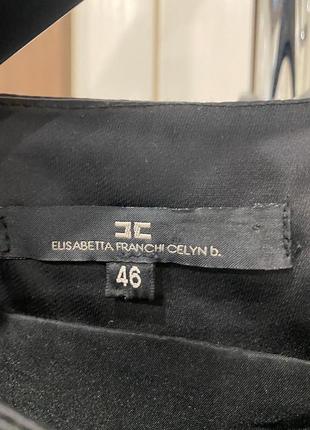 ELISABETTA FRANCHI CELYN b.
46